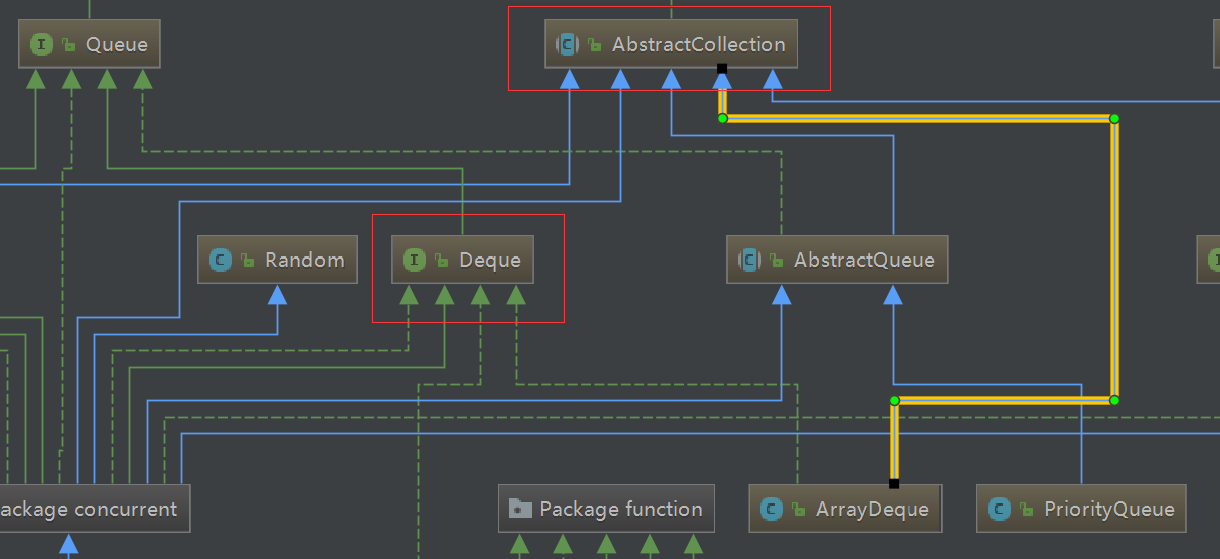 Queue
AbstractCollection
Random
Deque
AbstractQueue
ackage concurrent
Package function
ArrayDeque
PriorityQueue